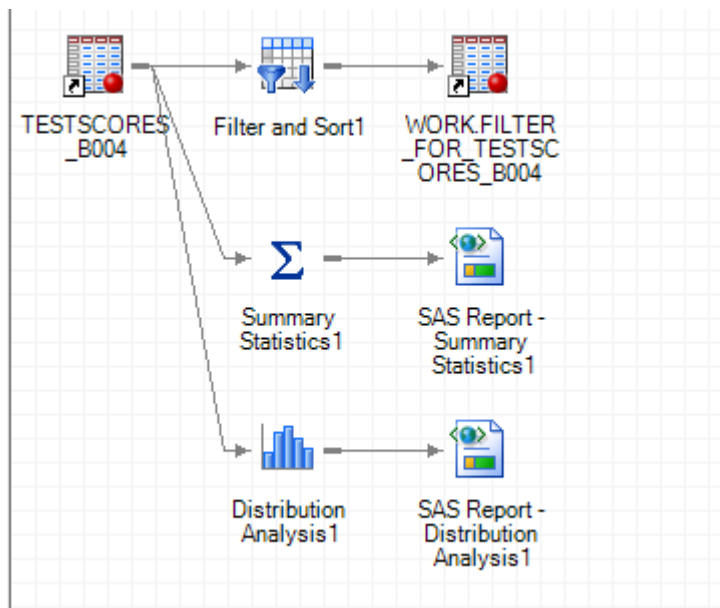 TESTSCORES
_B004
Filter and Sort1
WORK.FILTER
_FOR_TESTSC
ORES_B004
Summary
Statistics1
SAS Report -
Summary
Statistics1
Distribution
Analysis1
SAS Report -
Distribution
Analysis1